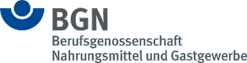 BGN
Berufsgenossenschaft
Nahrungsmittel und Gastgewerbe